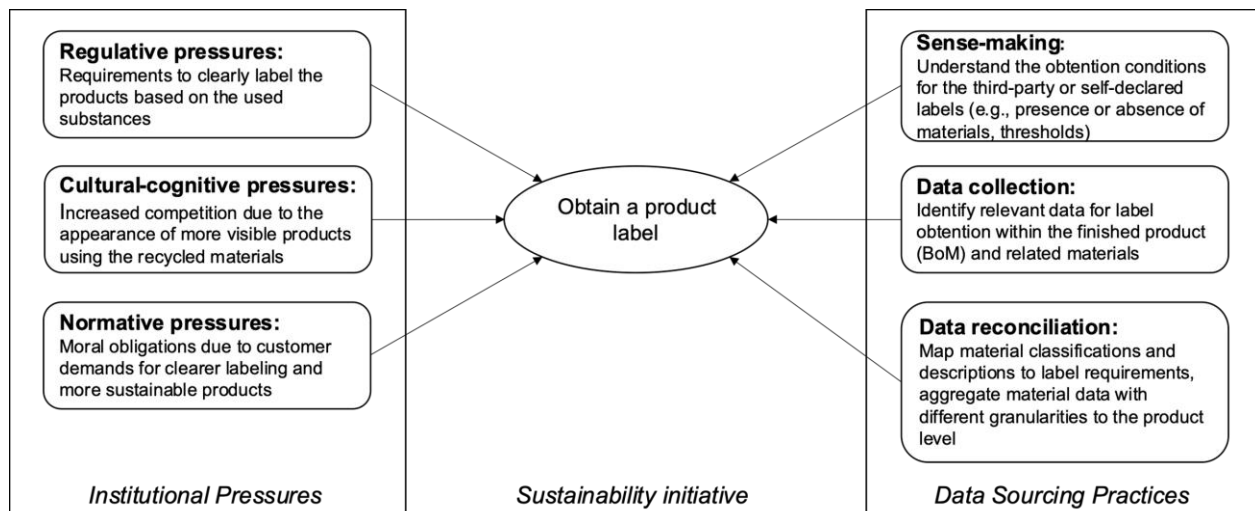 Regulative pressures:
Requirements to clearly label the
products based on the used
substances
Cultural-cognitive pressures:
Increased competition due to the
appearance of more visible products
using the recycled materials
Normative pressures:
Moral obligations due to customer
demands for clearer labeling and
more sustainable products
Institutional Pressures
Obtain a product
label
Sustainability initiative
Sense-making:
Understand the obtention conditions
for the third-party or self-declared
labels (e.g., presence or absence of
materials, thresholds)
Data collection:
Identify relevant data for label
obtention within the finished product
(BoM) and related materials
Data reconciliation:
Map material classifications and
descriptions to label requirements,
aggregate material data with
different granularities to the product
level
Data Sourcing Practices